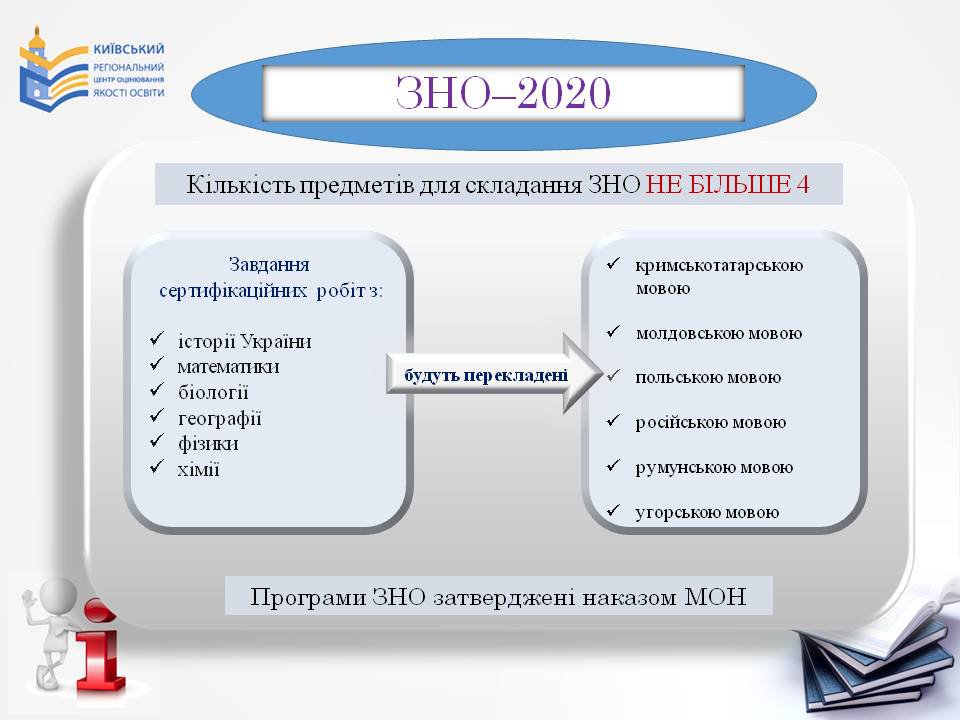 КИЇВСЬКИЙ
РЕГІОНАЛЬНИЙ
ЦЕНТР ОЦІНЮВАННЯ
ЯКОСТІ ОСВІТИ
ЗНО–2020
Кількість предметів для складання ЗНО НЕ БІЛЬШЕ 4
Завдання
сертифікаційних робіт з:
історії України
математики
біології
географії
фізики
хімії
будуть перекладені
кримськотатарською
мовою
молдовською мовою
польською мовою
російською мовою
румунською мовою
угорською мовою
Програми ЗНО затверджені наказом МОН